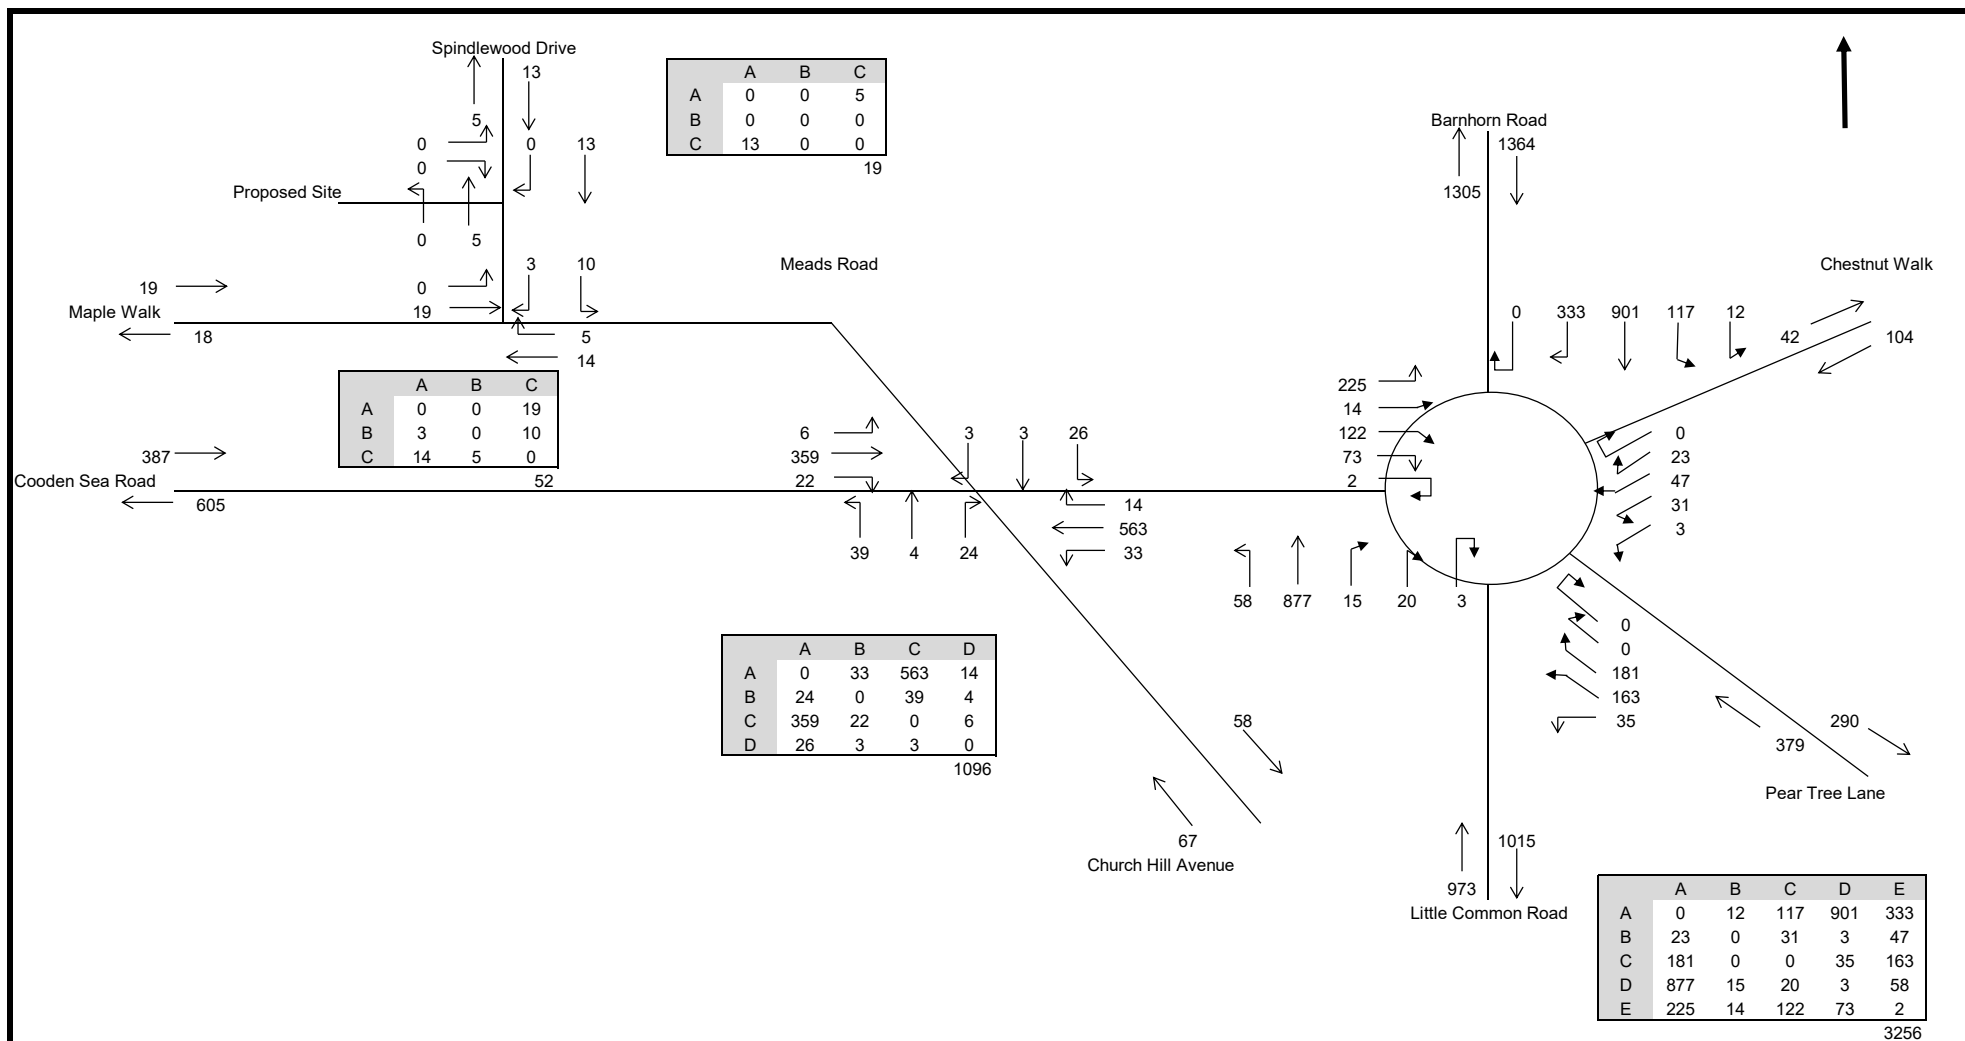 Spindlewood Drive
13
5
0 0 13
0
Proposed Site
0 5
A B C
A 0 0 5
B 0 0 0
C 13 0 0
19
Barnhorn Road
1364
1305
Meads Road
Chestnut Walk
3 10
19 0
Maple Walk 19
18 5
14
A B C
A 0 0 19
B 3 0 10
C 14 5 0
52
0 333 901 117 12
42 104
225
14
122
73
2
0
23
47
31
3
387
Cooden Sea Road
605
6
359
22
3 3 26
14
563
33
39 4 24
58 877 15 20 3
0
0
181
163
35
A B C D
A 0 33 563 14
B 24 0 39 4
C 359 22 0 6
D 26 3 3 0
1096
58
67
Church Hill Avenue
290
379
Pear Tree Lane
1015
973
Little Common Road
A B C D E
A 0 12 117 901 333
B 23 0 31 3 47
C 181 0 0 35 163
D 877 15 20 3 58
E 225 14 122 73 2
3256